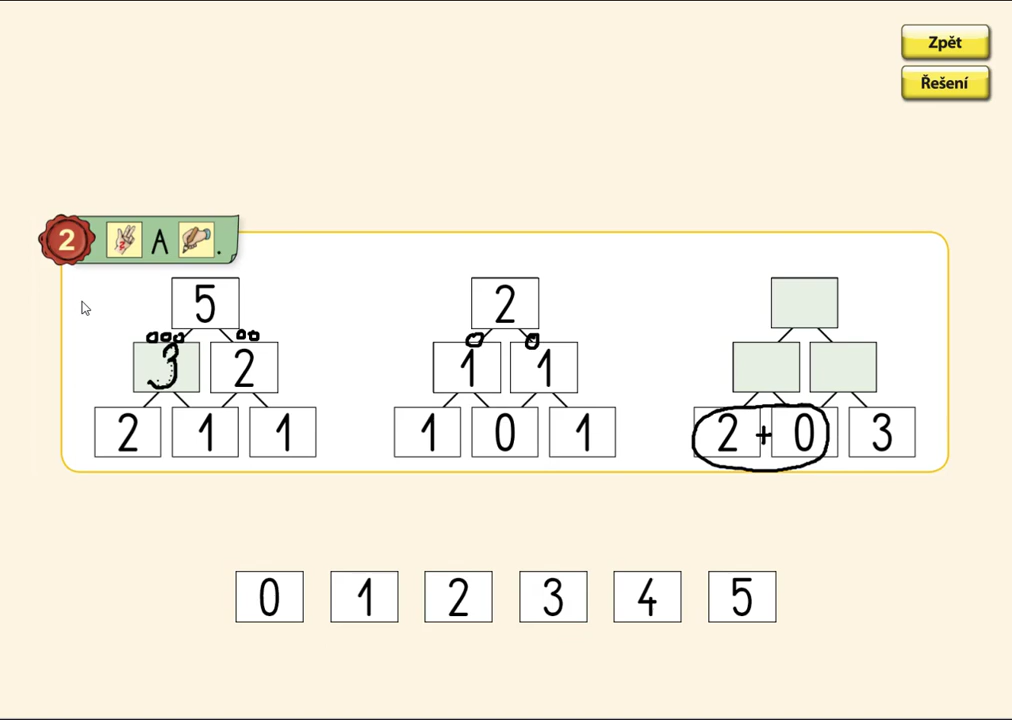 Zpět
Řešení
2 A .
5 2
3 2 1 1
2 1 1 1 0 1 2 + 0 3
0 1 2 3 4 5